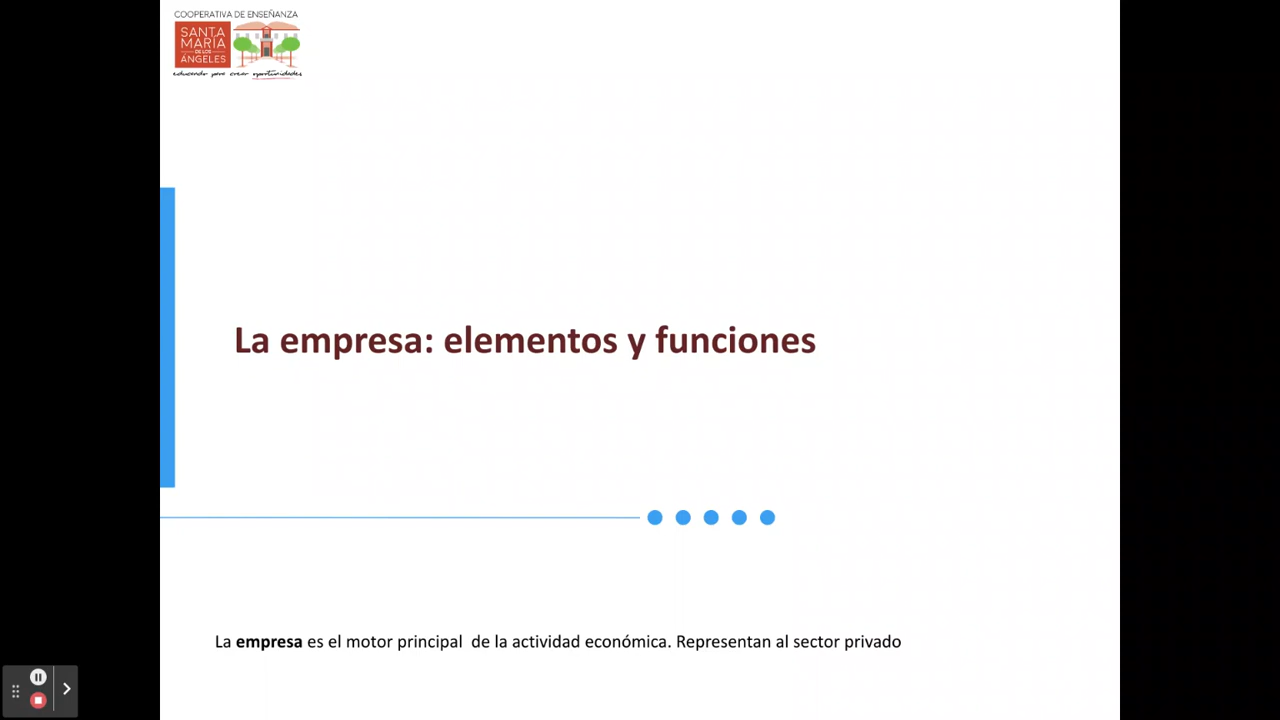 COOPERATIVA DE ENSEÑANZA
SANTA
MARÍA
DE LOS
ÁNGELES
educando para crear oportunidades
La empresa: elementos y funciones
La empresa es el motor principal  de la actividad económica. Representan al sector privado